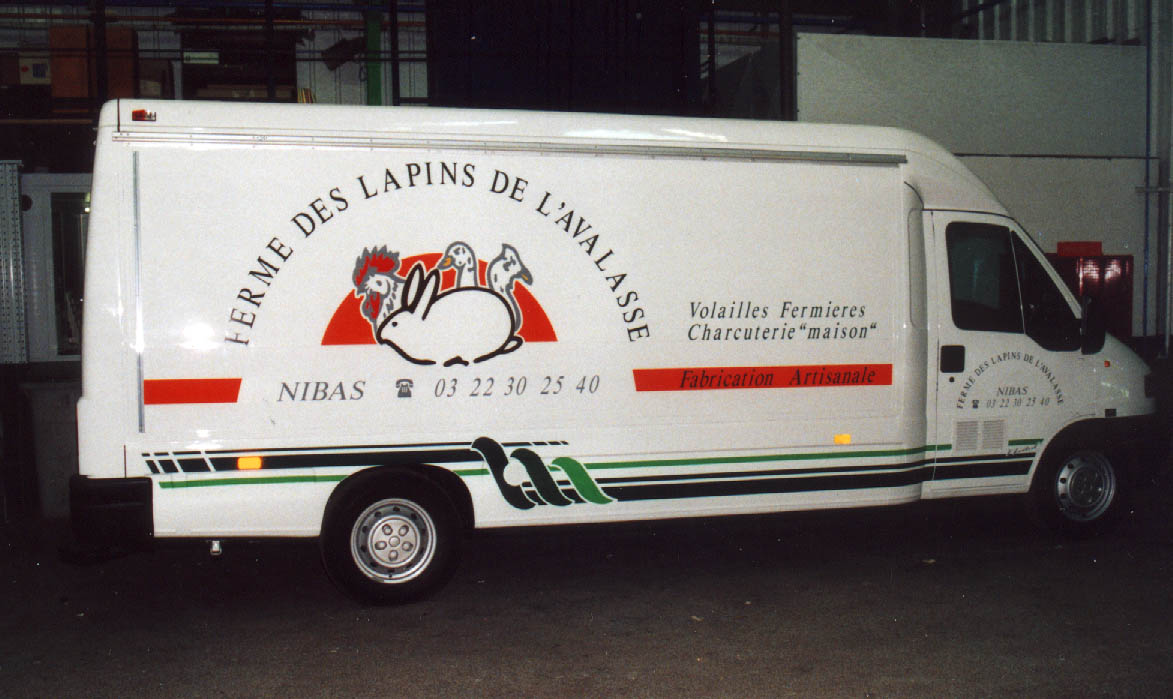 FERME DES LAPINS DE L'AVALASSE
Volailles Fermieres
Charcuterie "maison"
Fabrication Artisanale
NIBAS 03 22 30 25 40
FERME DES LAPINS DE L'AVALASSE
NIBAS
03 22 30 25 40